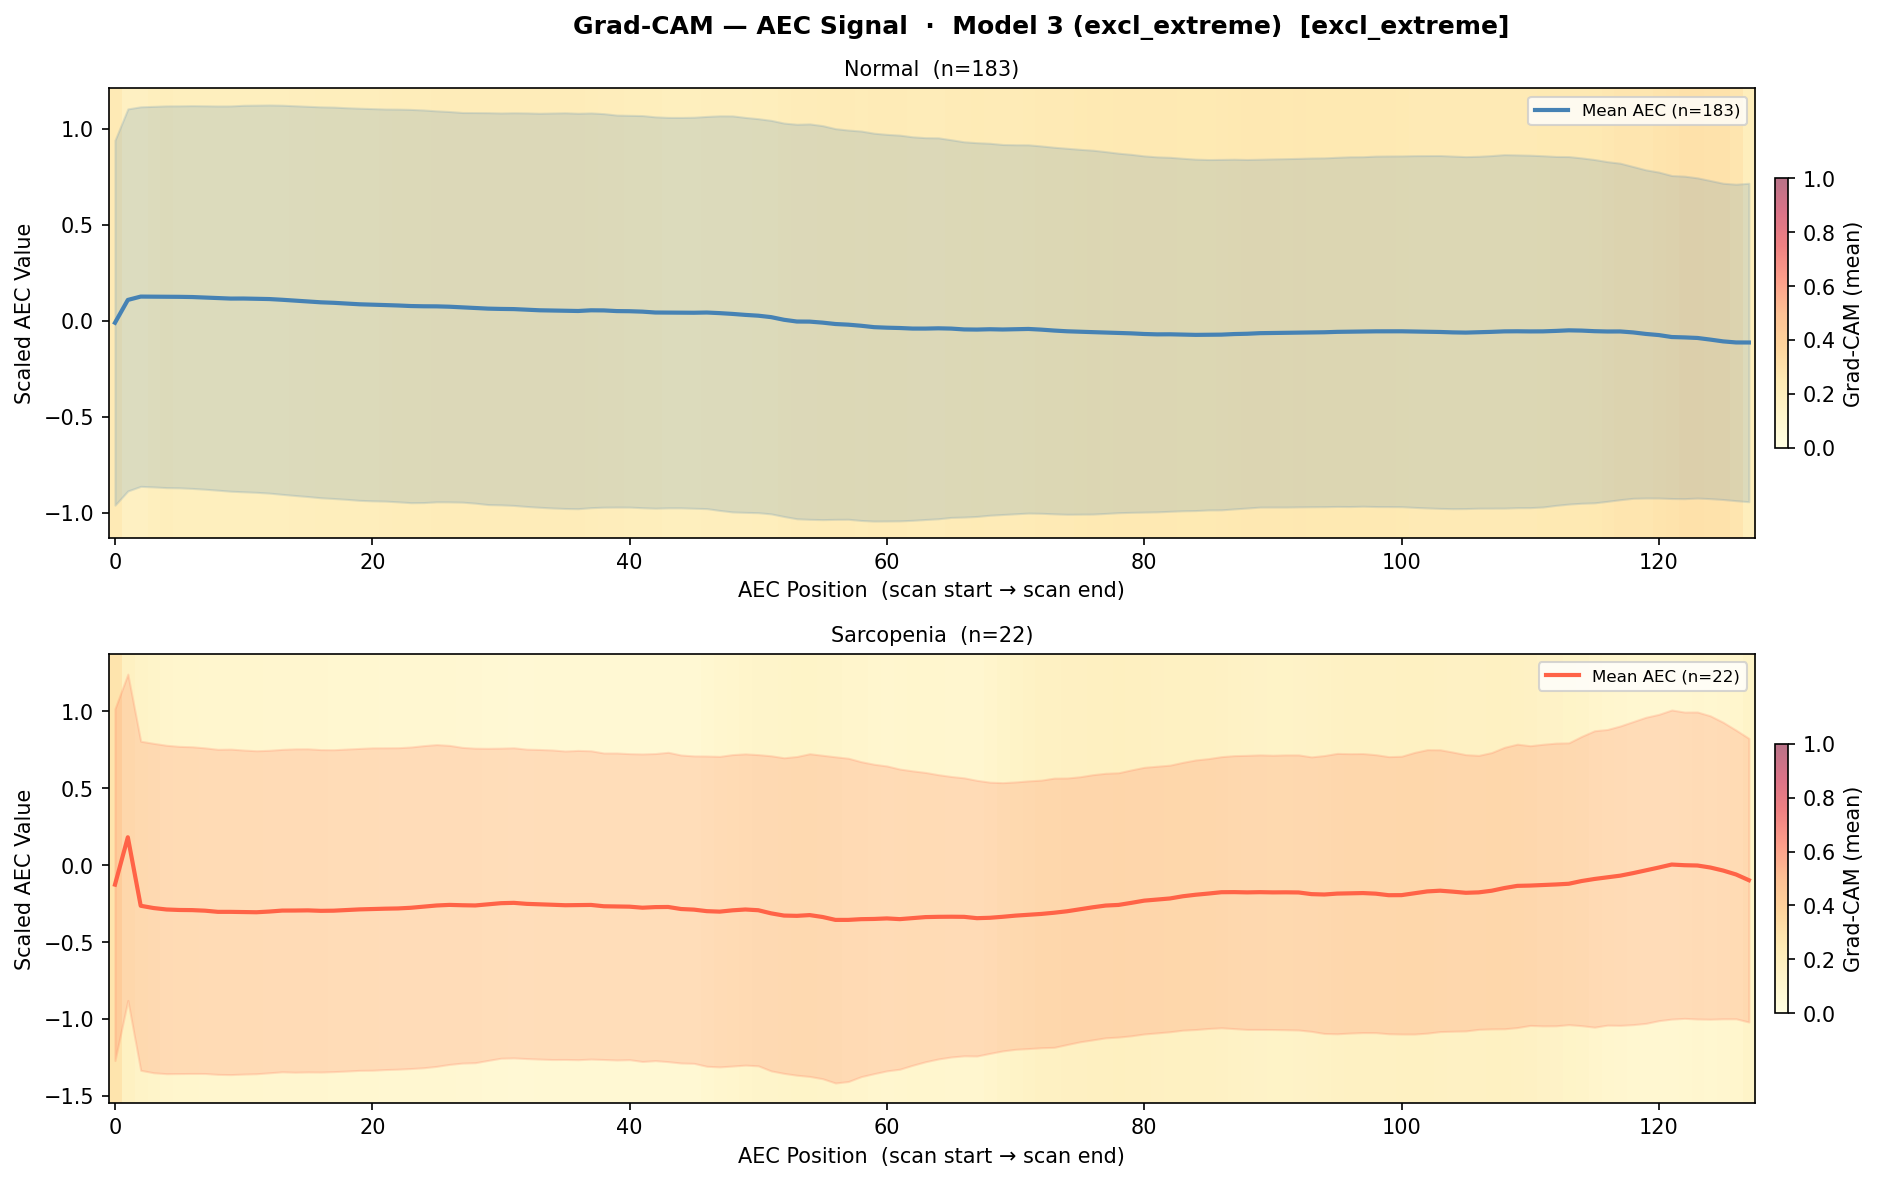 Grad-CAM — AEC Signal · Model 3 (excl_extreme) [excl_extreme]
Normal (n=183)
Mean AEC (n=183)
1.0
0.5
0.0
−0.5
−1.0
Scaled AEC Value
0 20 40 60 80 100 120
AEC Position (scan start → scan end)
1.0
0.8
0.6
0.4
0.2
0.0
Grad-CAM (mean)
Sarcopenia (n=22)
Mean AEC (n=22)
1.0
0.5
0.0
−0.5
−1.0
−1.5
Scaled AEC Value
0 20 40 60 80 100 120
AEC Position (scan start → scan end)
1.0
0.8
0.6
0.4
0.2
0.0
Grad-CAM (mean)